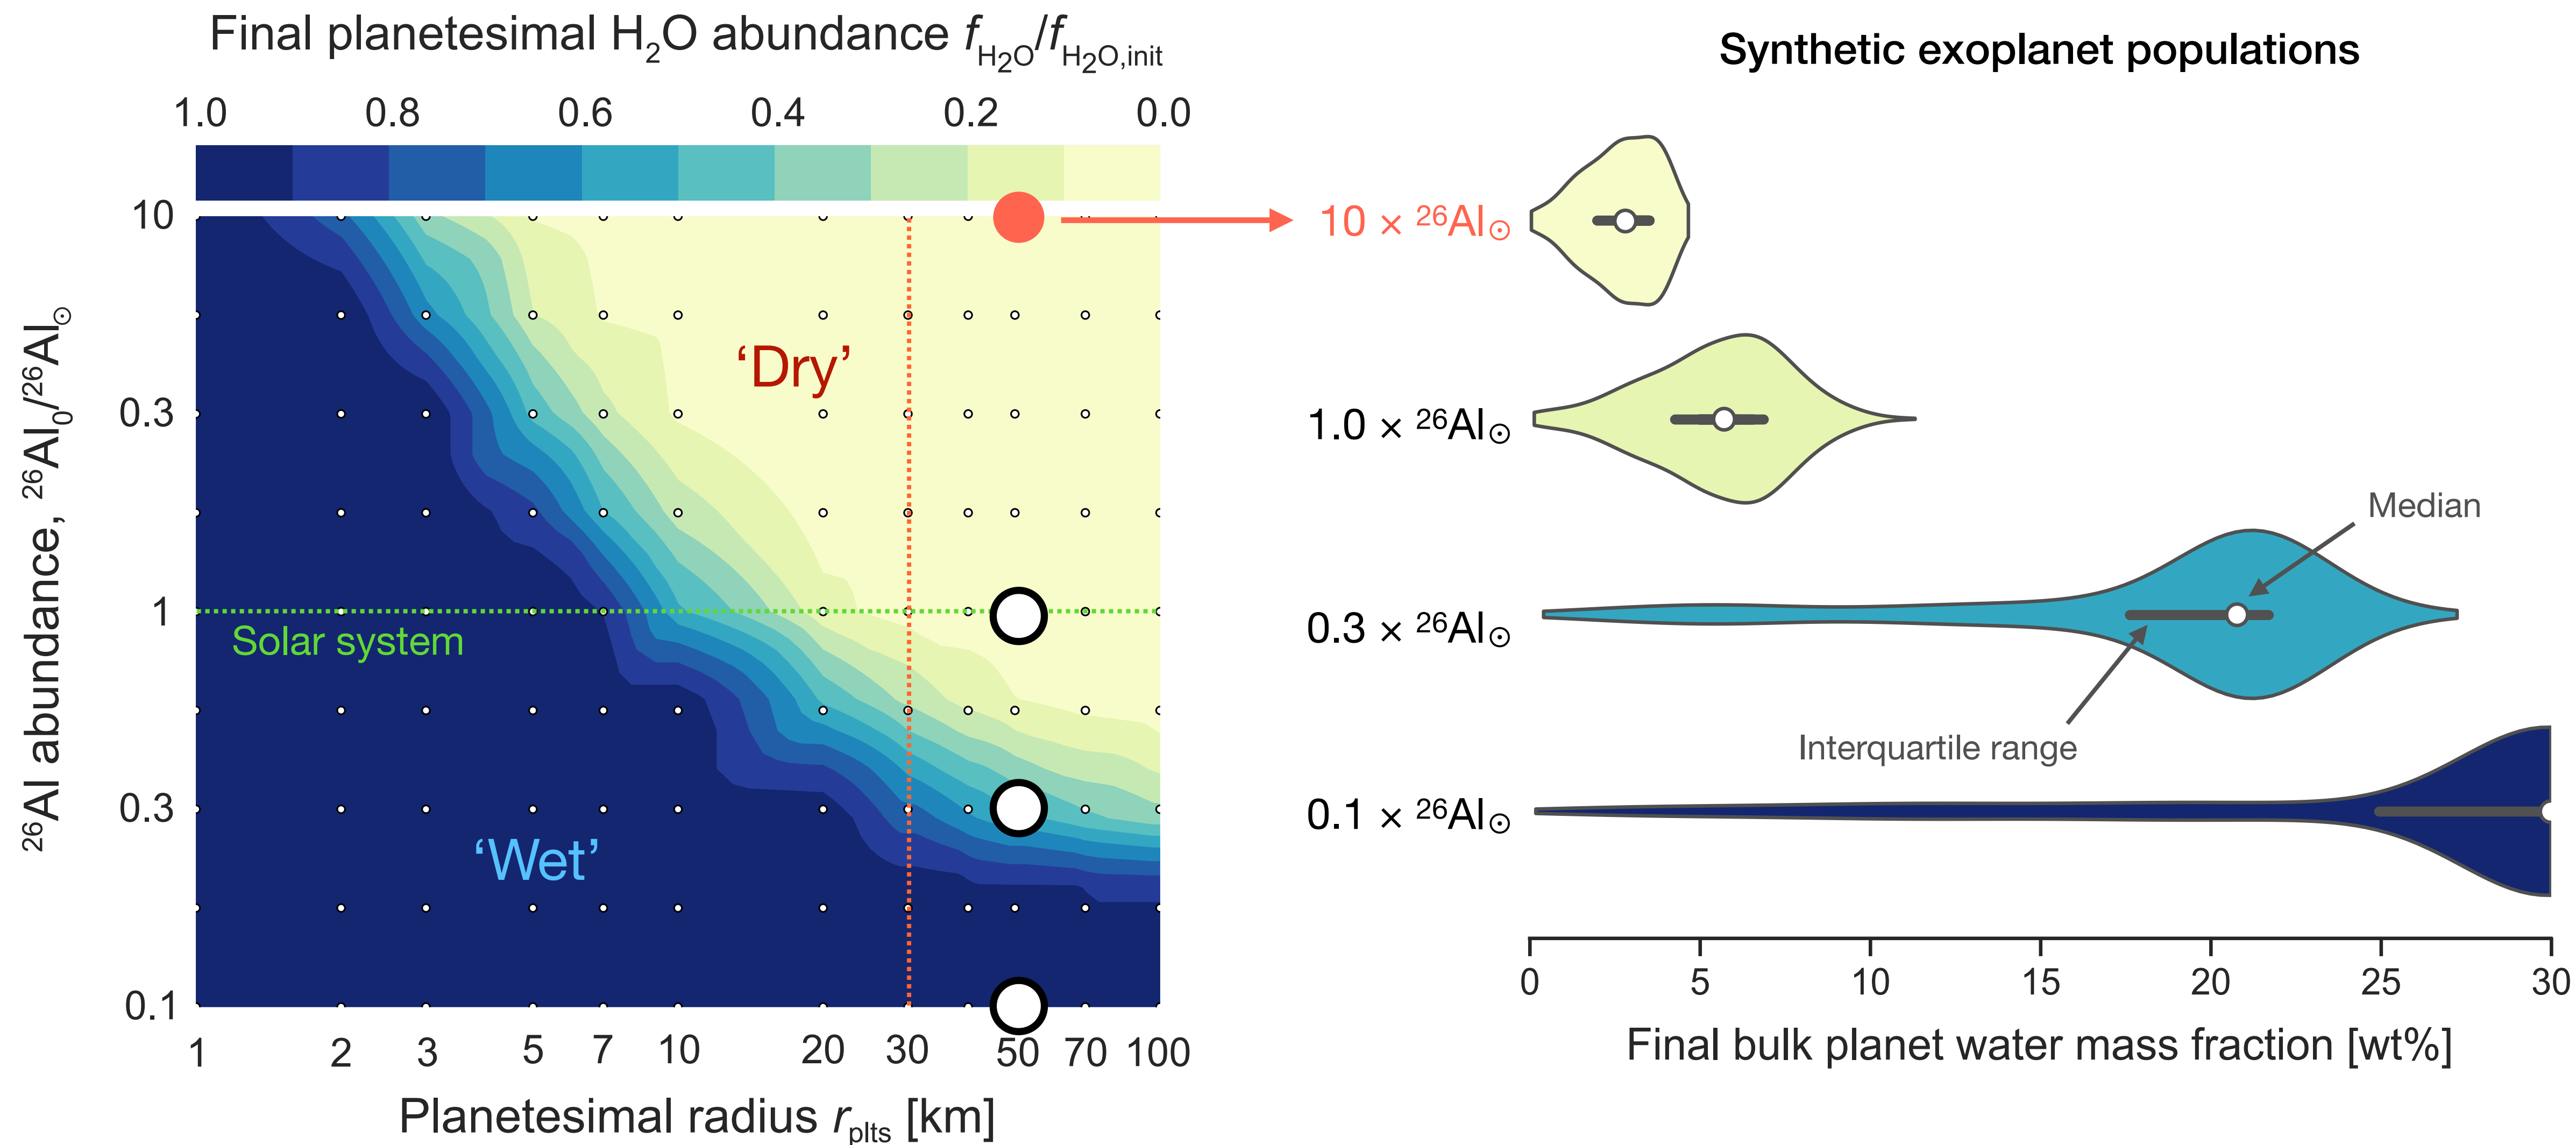 Final planetesimal H₂O abundance f_H₂O/f_H₂O,init
1.0 0.8 0.6 0.4 0.2 0.0
²⁶Al abundance, ²⁶Al₀/²⁶Al☉
10
0.3
1
0.3
0.1
'Dry'
Solar system
'Wet'
1 2 3 5 7 10 20 30 50 70 100
Planetesimal radius r_plts [km]
Synthetic exoplanet populations
10 × ²⁶Al☉
1.0 × ²⁶Al☉
Median
0.3 × ²⁶Al☉
Interquartile range
0.1 × ²⁶Al☉
0 5 10 15 20 25 30
Final bulk planet water mass fraction [wt%]